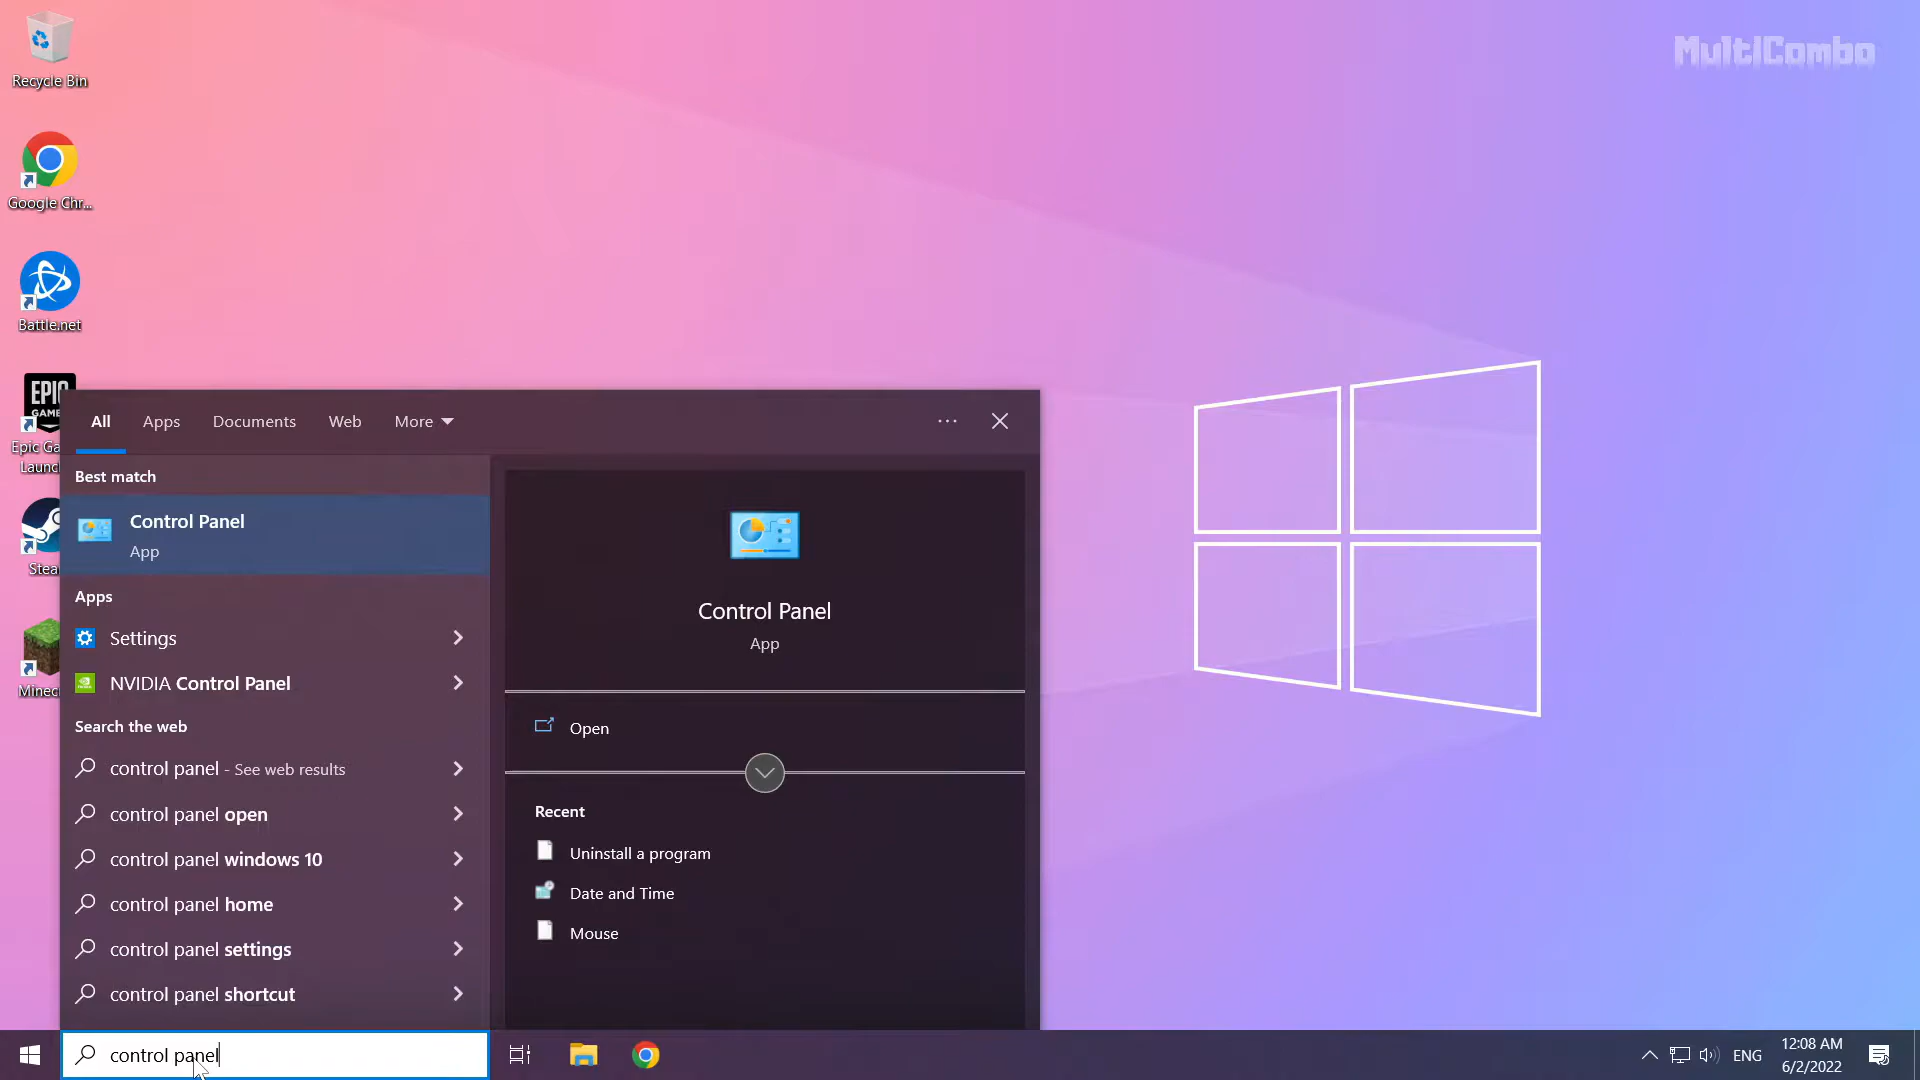 Recycle Bin
MultiCombo
Google Chr...
Battle.net
EPIC
GAM
Epic Ga
Launc
Stea
Minec
All
Apps
Documents
Web
More
Best match
Control Panel
App
Apps
Settings
NVIDIA Control Panel
Search the web
control panel - See web results
control panel open
control panel windows 10
control panel home
control panel settings
control panel shortcut
Control Panel
App
Open
Recent
Uninstall a program
Date and Time
Mouse
control panel
ENG
12:08 AM
6/2/2022